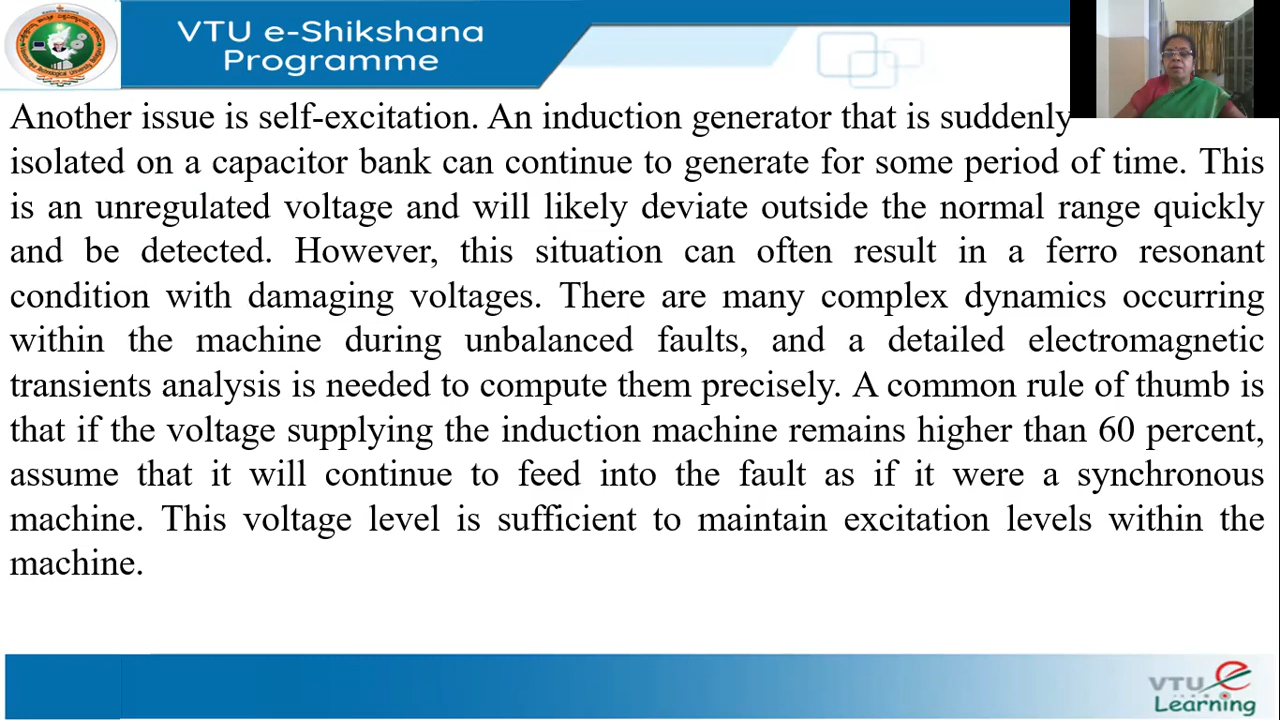 VTU e-Shikshana
Programme
Another issue is self-excitation. An induction generator that is suddenly
isolated on a capacitor bank can continue to generate for some period of time. This
is an unregulated voltage and will likely deviate outside the normal range quickly
and be detected. However, this situation can often result in a ferro resonant
condition with damaging voltages. There are many complex dynamics occurring
within the machine during unbalanced faults, and a detailed electromagnetic
transients analysis is needed to compute them precisely. A common rule of thumb is
that if the voltage supplying the induction machine remains higher than 60 percent,
assume that it will continue to feed into the fault as if it were a synchronous
machine. This voltage level is sufficient to maintain excitation levels within the
machine.
VTU e
Learning